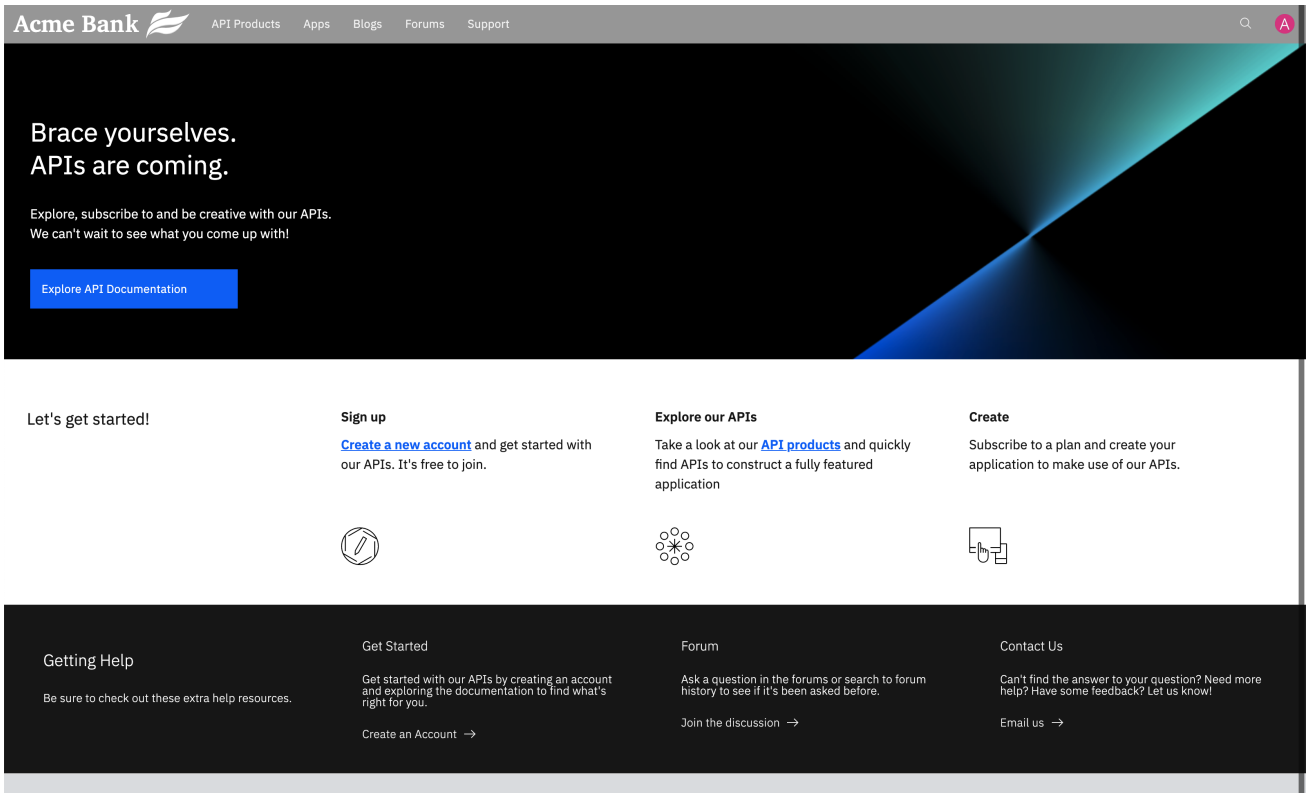 Acme Bank
API Products Apps Blogs Forums Support
A
Brace yourselves.
APIs are coming.
Explore, subscribe to and be creative with our APIs.
We can't wait to see what you come up with!
Explore API Documentation
Let's get started!
Sign up
Create a new account and get started with
our APIs. It's free to join.
Explore our APIs
Take a look at our API products and quickly
find APIs to construct a fully featured
application
Create
Subscribe to a plan and create your
application to make use of our APIs.
Getting Help
Be sure to check out these extra help resources.
Get Started
Get started with our APIs by creating an account
and exploring the documentation to find what's
right for you.
Create an Account →
Forum
Ask a question in the forums or search to forum
history to see if it's been asked before.
Join the discussion →
Contact Us
Can't find the answer to your question? Need more
help? Have some feedback? Let us know!
Email us →